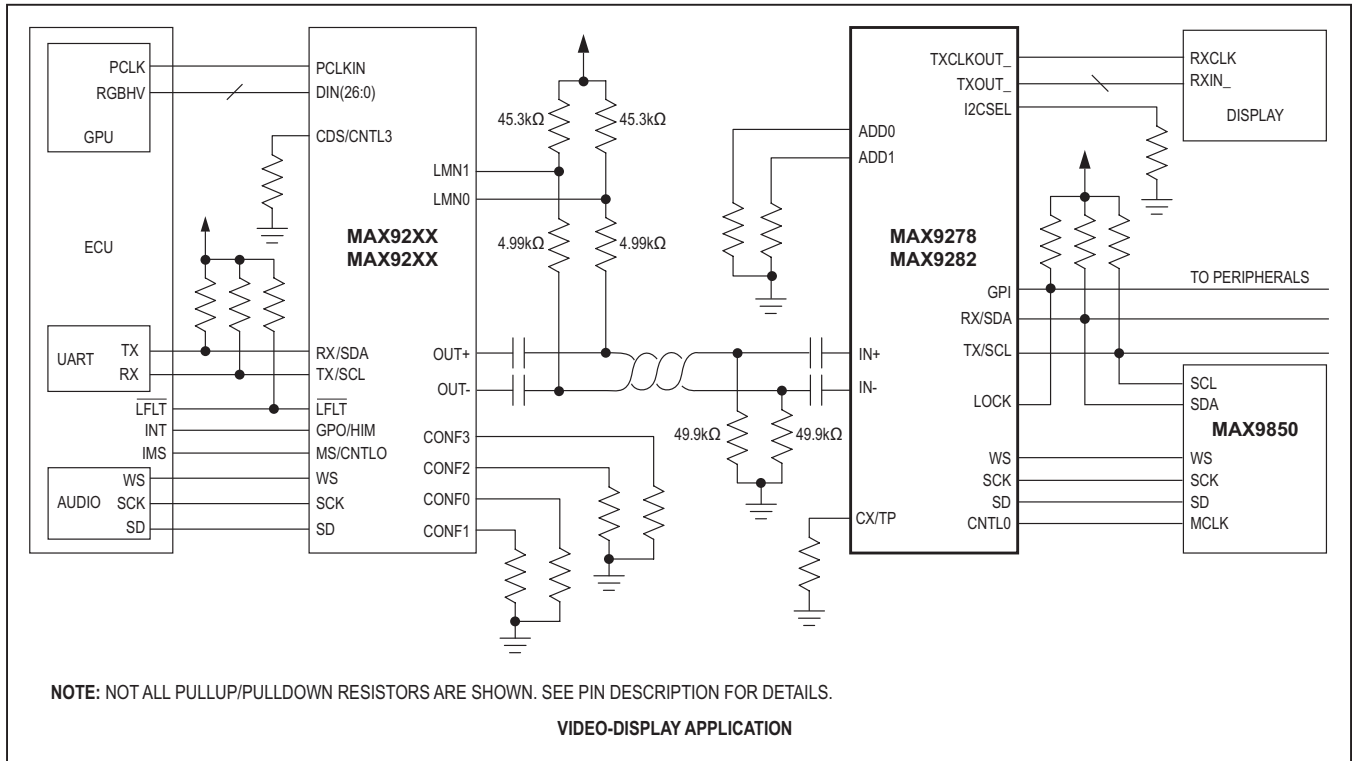 PCLK
RGBHV
GPU
ECU
UART
TX
RX
LFLT
INT
IMS
AUDIO
WS
SCK
SD
PCLKIN
DIN(26:0)
CDS/CNTL3
LMN1
LMN0
MAX92XX
MAX92XX
RX/SDA
TX/SCL
LFLT
GPO/HIM
MS/CNTLO
WS
SCK
SD
OUT+
OUT-
CONF3
CONF2
CONF0
CONF1
45.3kΩ
45.3kΩ
4.99kΩ
4.99kΩ
49.9kΩ
49.9kΩ
TXCLKOUT_
TXOUT_
I2CSEL
ADD0
ADD1
MAX9278
MAX9282
GPI
RX/SDA
TX/SCL
IN+
IN-
LOCK
WS
SCK
SD
CNTL0
CX/TP
RXCLK
RXIN_
DISPLAY
TO PERIPHERALS
SCL
SDA
MAX9850
WS
SCK
SD
MCLK
NOTE: NOT ALL PULLUP/PULLDOWN RESISTORS ARE SHOWN. SEE PIN DESCRIPTION FOR DETAILS.
VIDEO-DISPLAY APPLICATION